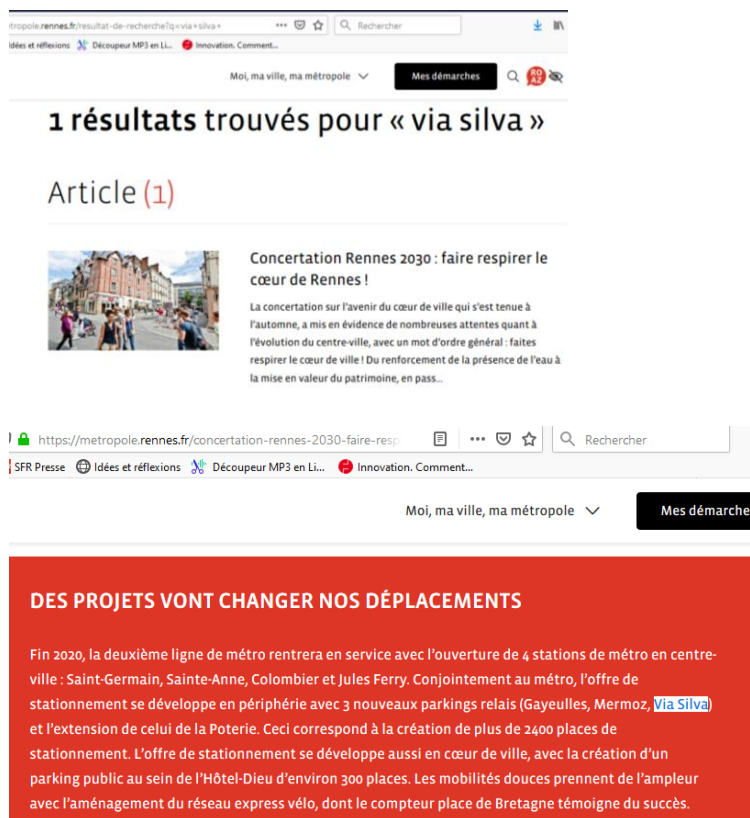 tropole.rennes.fr/resultat-de-recherche?q=via+silva+ ••• Rechercher
Idées et réflexions Découpeur MP3 en Li... Innovation. Comment...
Moi, ma ville, ma métropole Mes démarches RO AZ
1 résultats trouvés pour « via silva »
Article (1)
Concertation Rennes 2030 : faire respirer le
cœur de Rennes !
La concertation sur l'avenir du cœur de ville qui s'est tenue à
l'automne, a mis en évidence de nombreuses attentes quant à
l'évolution du centre-ville, avec un mot d'ordre général : faites
respirer le cœur de ville ! Du renforcement de la présence de l'eau à
la mise en valeur du patrimoine, en pass...
https://metropole.rennes.fr/concertation-rennes-2030-faire-resp ••• Rechercher
SFR Presse Idées et réflexions Découpeur MP3 en Li... Innovation. Comment...
Moi, ma ville, ma métropole Mes démarche
DES PROJETS VONT CHANGER NOS DÉPLACEMENTS
Fin 2020, la deuxième ligne de métro rentrera en service avec l'ouverture de 4 stations de métro en centre-
ville : Saint-Germain, Sainte-Anne, Colombier et Jules Ferry. Conjointement au métro, l'offre de
stationnement se développe en périphérie avec 3 nouveaux parkings relais (Gayeulles, Mermoz, Via Silva)
et l'extension de celui de la Poterie. Ceci correspond à la création de plus de 2400 places de
stationnement. L'offre de stationnement se développe aussi en cœur de ville, avec la création d'un
parking public au sein de l'Hôtel-Dieu d'environ 300 places. Les mobilités douces prennent de l'ampleur
avec l'aménagement du réseau express vélo, dont le compteur place de Bretagne témoigne du succès.